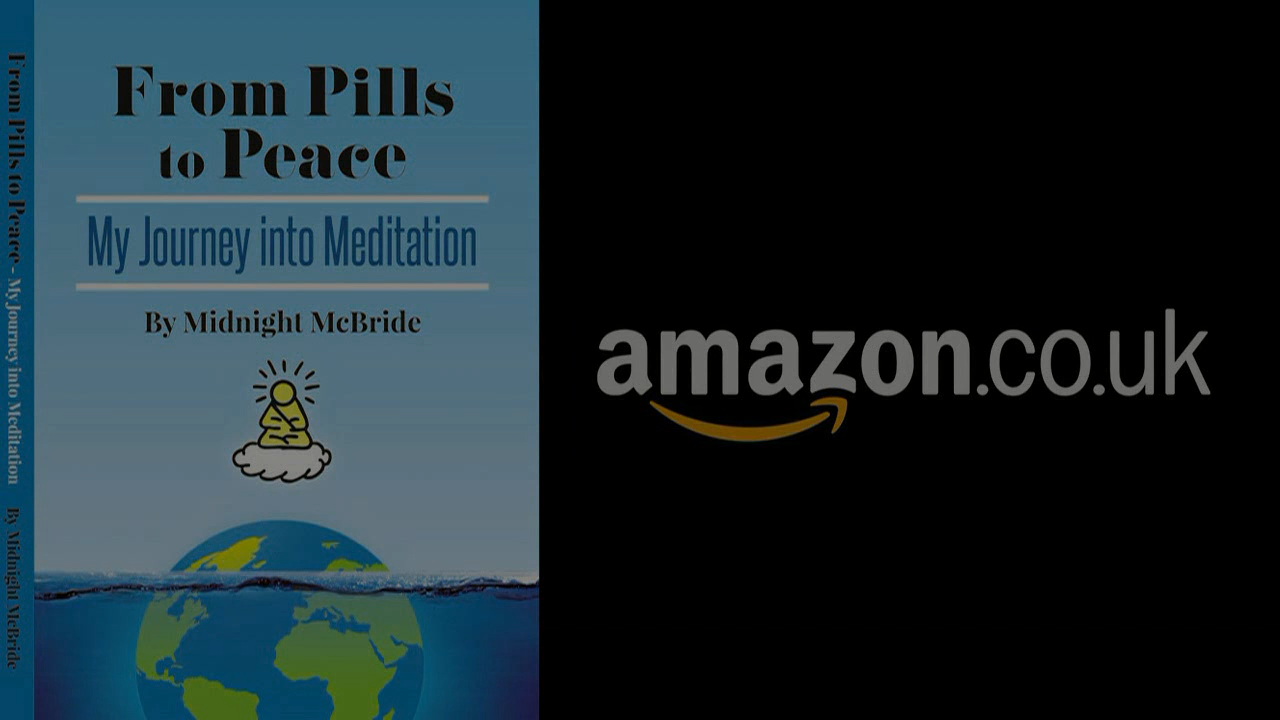 From Pills to Peace - My Journey into Meditation By Midnight McBride
From Pills
to Peace
My Journey into Meditation
By Midnight McBride
amazon.co.uk